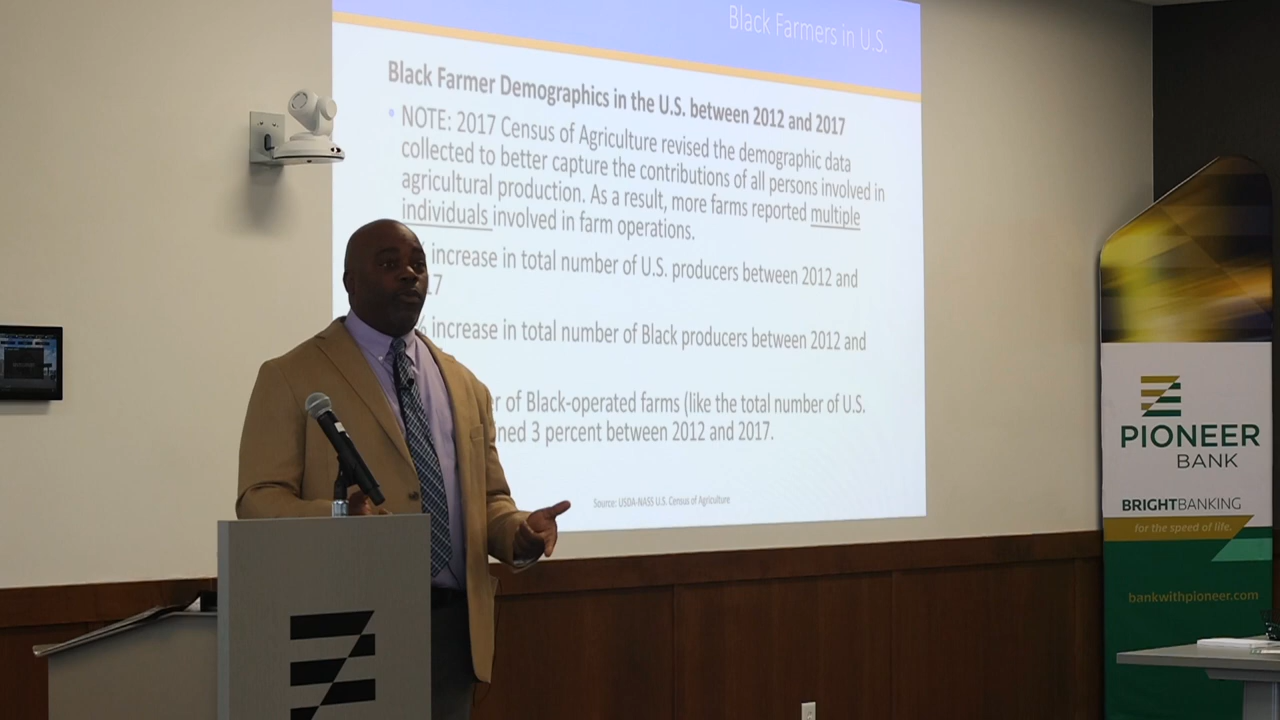 Black Farmers in U.S.
Black Farmer Demographics in the U.S. between 2012 and 2017
• NOTE: 2017 Census of Agriculture revised the demographic data
collected to better capture the contributions of all persons involved in
agricultural production. As a result, more farms reported multiple
individuals involved in farm operations.
% increase in total number of U.S. producers between 2012 and
17
% increase in total number of Black producers between 2012 and
of Black-operated farms (like the total number of U.S.
3 percent between 2012 and 2017.
Source: USDA-NASS U.S. Census of Agriculture
PIONEER
BANK
BRIGHTBANKING
for the speed of life.
bankwithpioneer.com